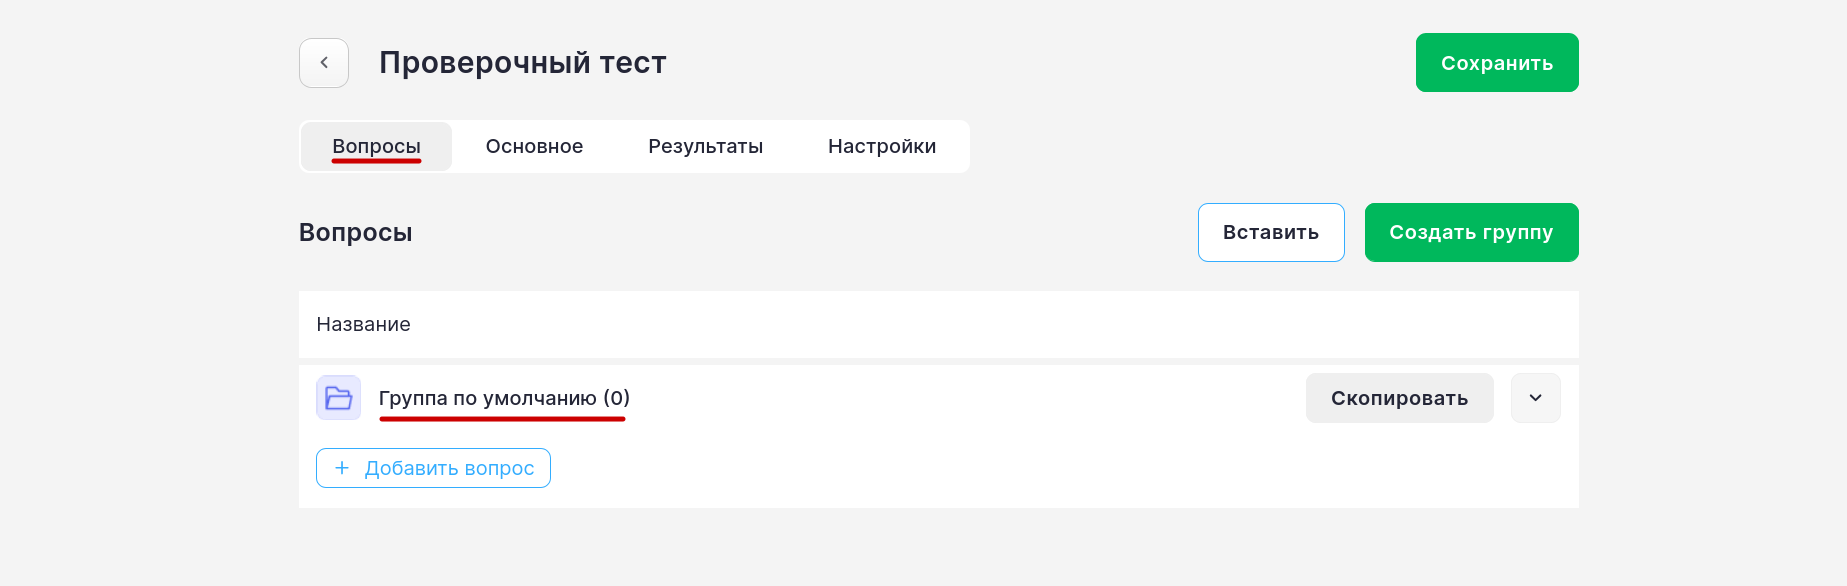 Проверочный тест
Сохранить
Вопросы Основное Результаты Настройки
Вопросы
Вставить Создать группу
Название
Группа по умолчанию (0)
Скопировать
+ Добавить вопрос